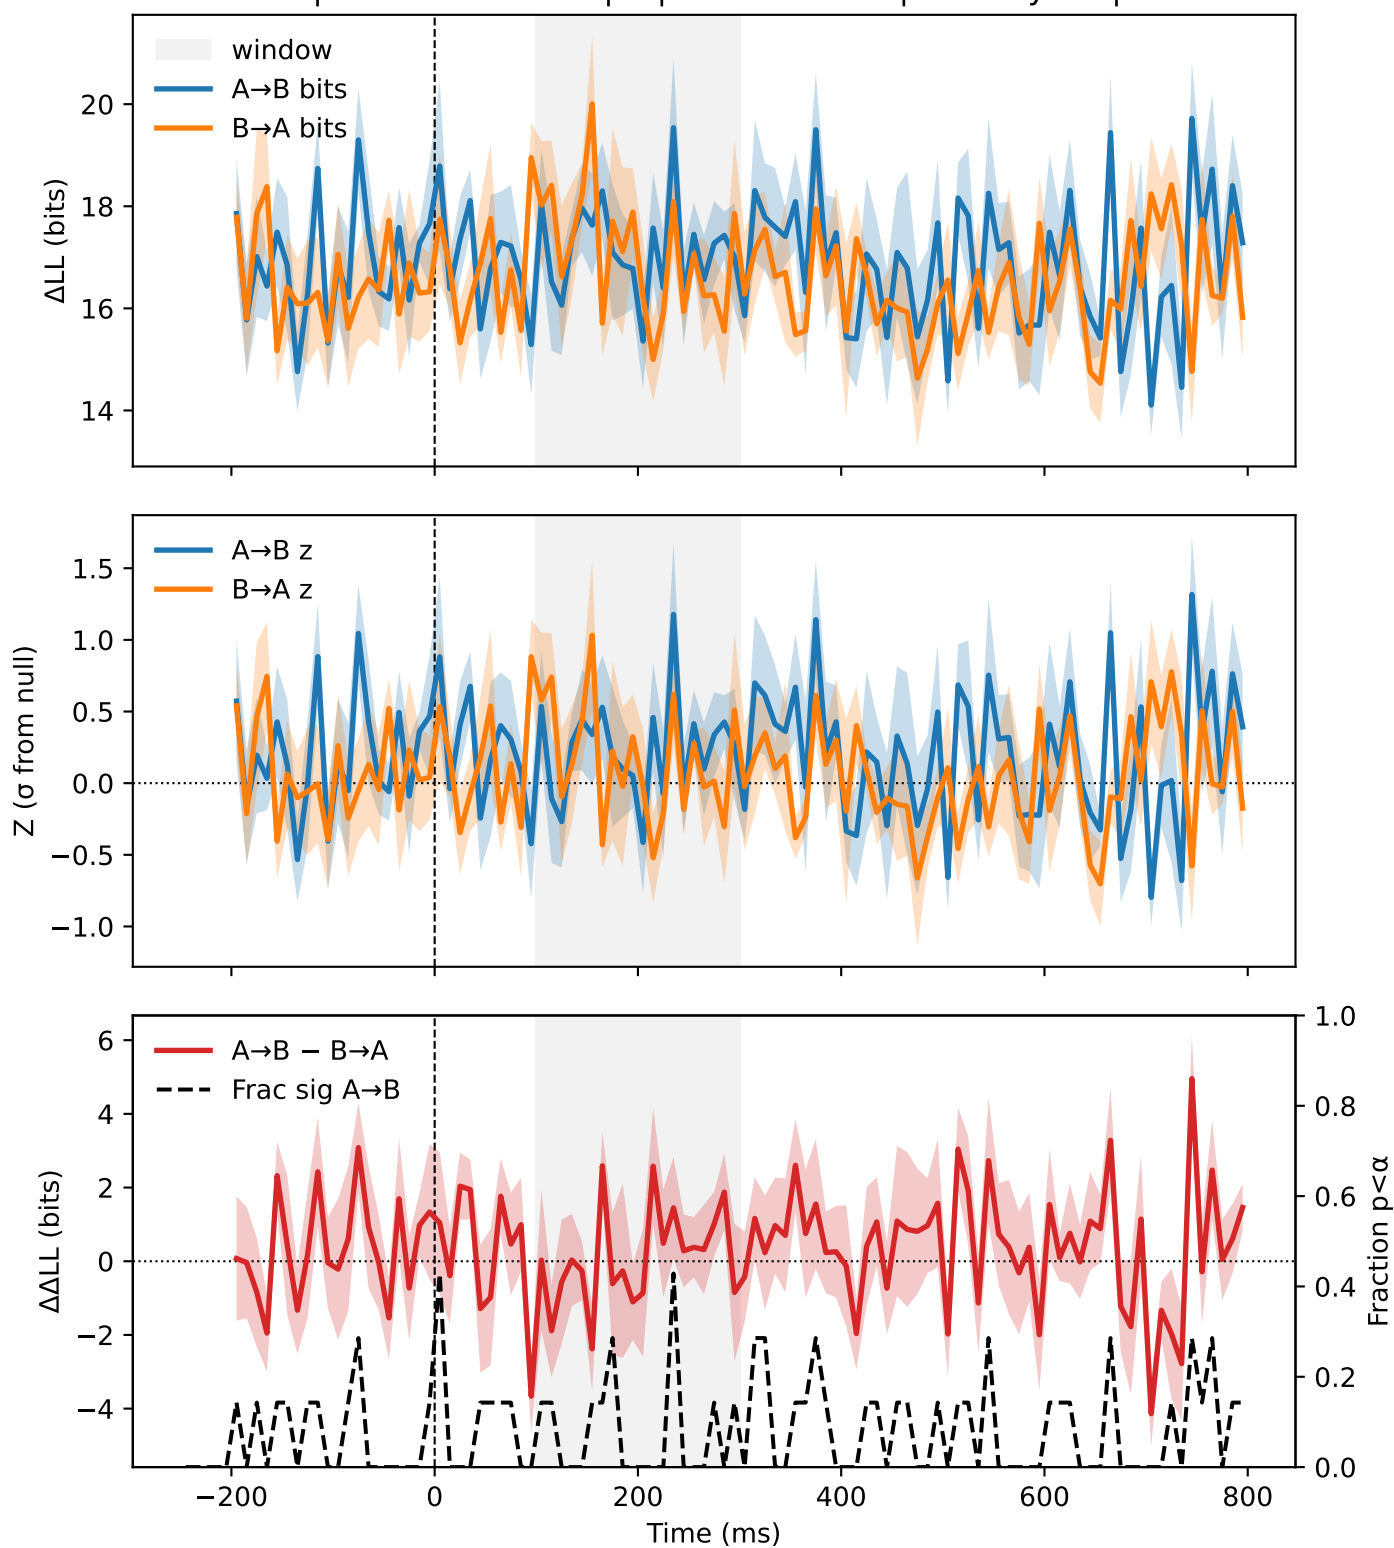 window
A→B bits
B→A bits
20
18
16
14
ΔLL (bits)
A→B z
B→A z
1.5
1.0
0.5
0.0
−0.5
−1.0
Z (σ from null)
A→B − B→A
Frac sig A→B
6
4
2
0
−2
−4
ΔΔLL (bits)
1.0
0.8
0.6
0.4
0.2
0.0
Fraction p<α
−200
0
200
400
600
800
Time (ms)